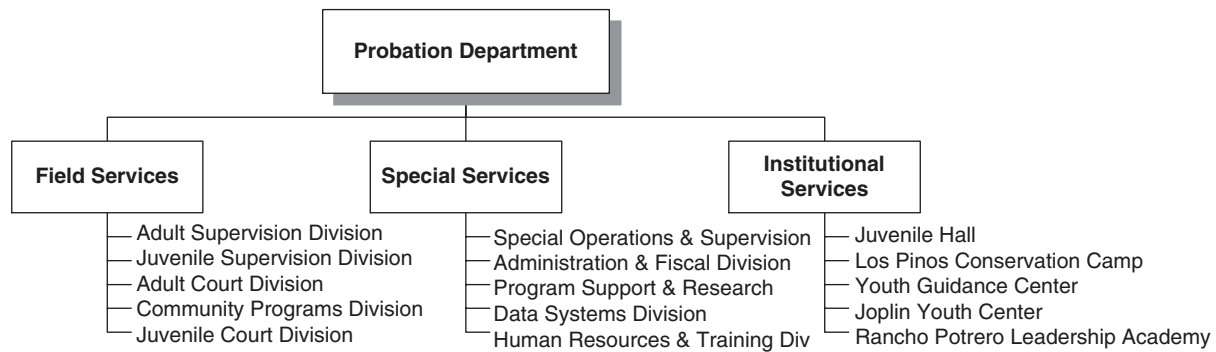 Probation Department
Field Services
Adult Supervision Division
Juvenile Supervision Division
Adult Court Division
Community Programs Division
Juvenile Court Division
Special Services
Special Operations & Supervision
Administration & Fiscal Division
Program Support & Research
Data Systems Division
Human Resources & Training Div
Institutional
Services
Juvenile Hall
Los Pinos Conservation Camp
Youth Guidance Center
Joplin Youth Center
Rancho Potrero Leadership Academy